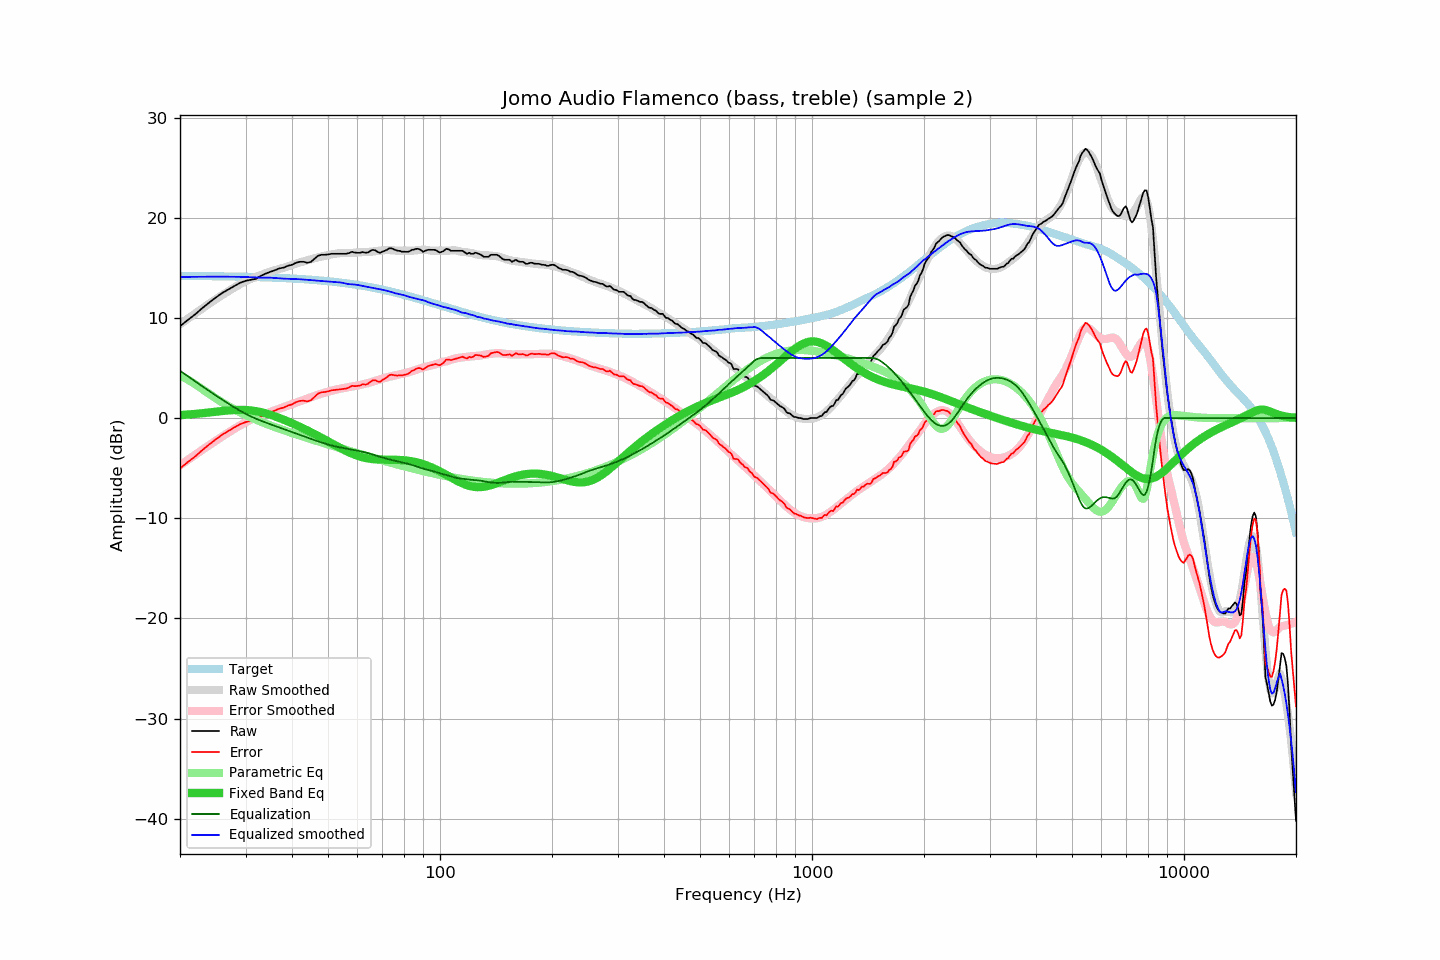 Jomo Audio Flamenco (bass, treble) (sample 2)
30
20
10
0
−10
−20
−30
−40
Amplitude (dBr)
Target
Raw Smoothed
Error Smoothed
Raw
Error
Parametric Eq
Fixed Band Eq
Equalization
Equalized smoothed
100
1000
10000
Frequency (Hz)